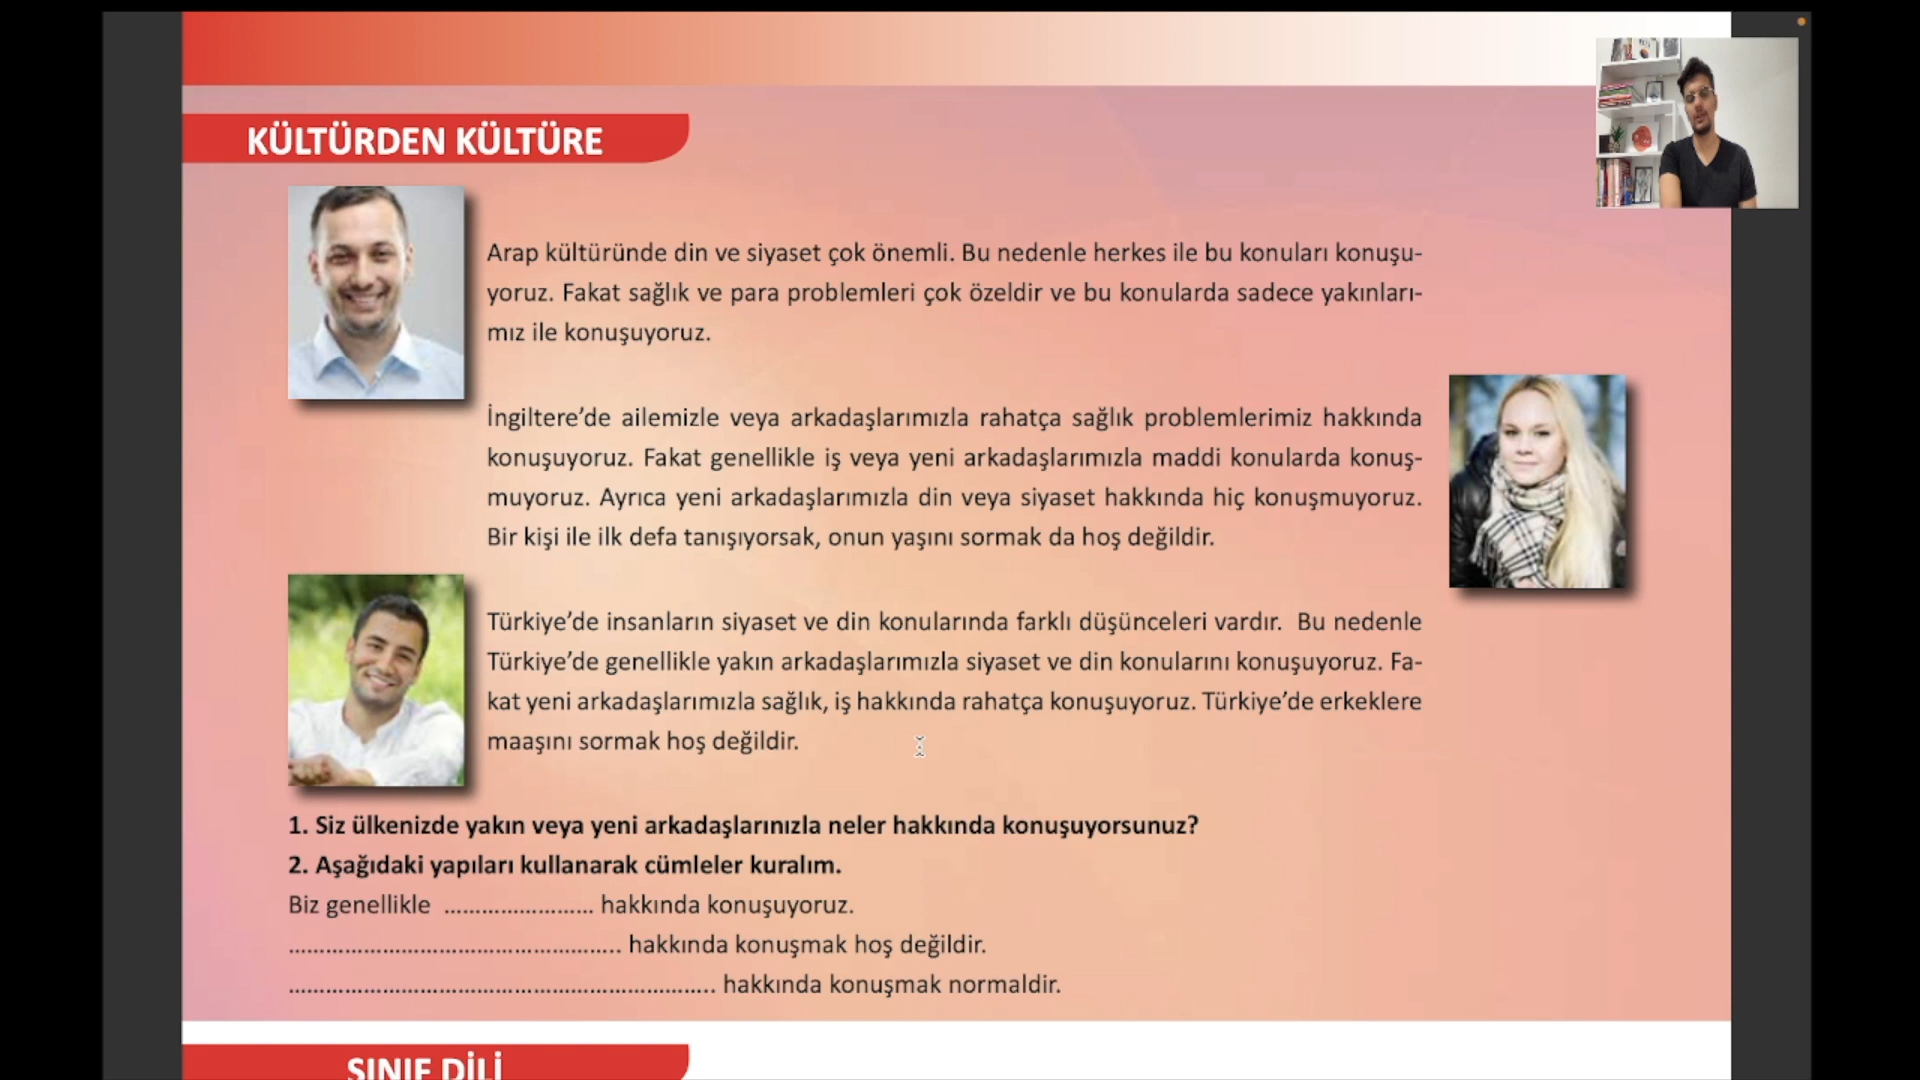 KÜLTÜRDEN KÜLTÜRE
Arap kültüründe din ve siyaset çok önemli. Bu nedenle herkes ile bu konuları konuşu-
yoruz. Fakat sağlık ve para problemleri çok özeldir ve bu konularda sadece yakınları-
mız ile konuşuyoruz.
İngiltere’de ailemizle veya arkadaşlarımızla rahatça sağlık problemlerimiz hakkında
konuşuyoruz. Fakat genellikle iş veya yeni arkadaşlarımızla maddi konularda konuş-
muyoruz. Ayrıca yeni arkadaşlarımızla din veya siyaset hakkında hiç konuşmuyoruz.
Bir kişi ile ilk defa tanışıyorsak, onun yaşını sormak da hoş değildir.
Türkiye’de insanların siyaset ve din konularında farklı düşünceleri vardır. Bu nedenle
Türkiye’de genellikle yakın arkadaşlarımızla siyaset ve din konularını konuşuyoruz. Fa-
kat yeni arkadaşlarımızla sağlık, iş hakkında rahatça konuşuyoruz. Türkiye’de erkeklere
maaşını sormak hoş değildir.
1. Siz ülkenizde yakın veya yeni arkadaşlarınızla neler hakkında konuşuyorsunuz?
2. Aşağıdaki yapıları kullanarak cümleler kuralım.
Biz genellikle ........................ hakkında konuşuyoruz.
..................................................... hakkında konuşmak hoş değildir.
.................................................................... hakkında konuşmak normaldir.
SINIF DİLİ